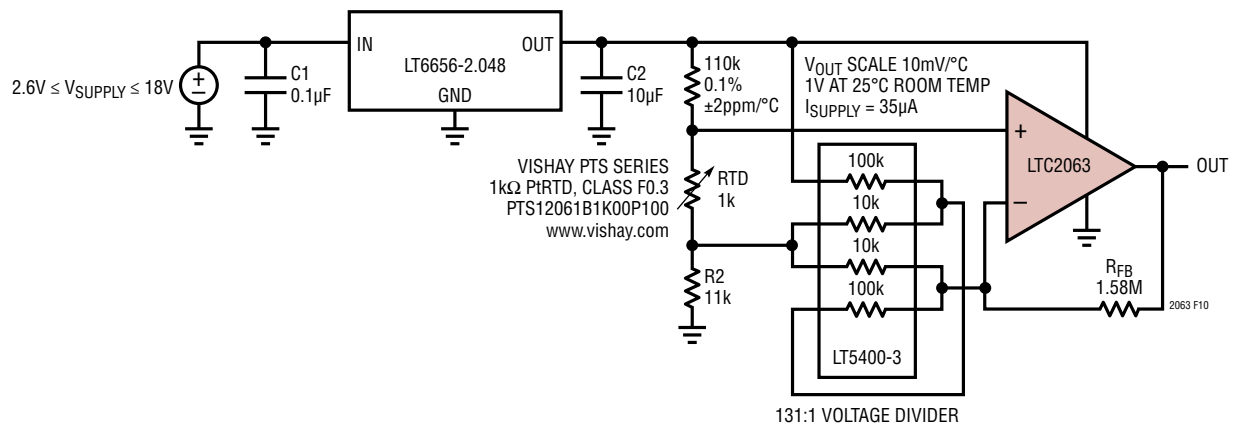 IN
LT6656-2.048
OUT
GND
2.6V ≤ VSUPPLY ≤ 18V
C1
0.1µF
C2
10µF
110k
0.1%
±2ppm/°C
VOUT SCALE 10mV/°C
1V AT 25°C ROOM TEMP
ISUPPLY = 35µA
VISHAY PTS SERIES
1kΩ PtRTD, CLASS F0.3
PTS12061B1K00P100
www.vishay.com
RTD
1k
R2
11k
100k
10k
10k
100k
LT5400-3
131:1 VOLTAGE DIVIDER
+
LTC2063
–
OUT
RFB
1.58M
2063 F10